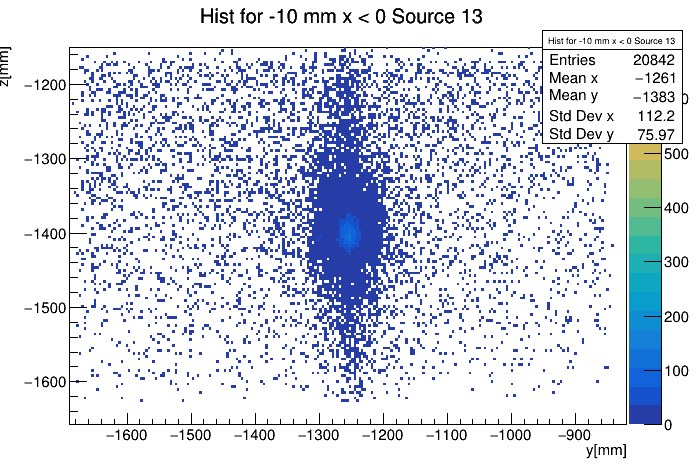 Hist for -10 mm x < 0 Source 13
Hist for -10 mm x < 0 Source 13
Entries 20842
Mean x −1261
Mean y −1383
Std Dev x 112.2
Std Dev y 75.97
z[mm]
−1200
−1300
−1400
−1500
−1600
−1600 −1500 −1400 −1300 −1200 −1100 −1000 −900
y[mm]
500
400
300
200
100
0